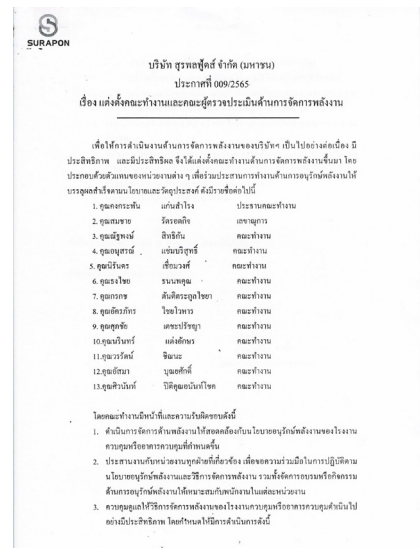 SURAPON
บริษัท สุรพลฟู้ดส์ จำกัด (มหาชน)
ประกาศที่ 009/2565
เรื่อง แต่งตั้งคณะทำงานและคณะผู้ตรวจประเมินด้านการจัดการพลังงาน
เพื่อให้การดำเนินงานด้านการจัดการพลังงานของบริษัทฯ เป็นไปอย่างต่อเนื่อง มี
ประสิทธิภาพ และมีประสิทธิผล จึงได้แต่งตั้งคณะทำงานด้านการจัดการพลังงานขึ้นมา โดย
ประกอบด้วยตัวแทนของหน่วยงานต่าง ๆ เพื่อร่วมประสานการทำงานด้านการอนุรักษ์พลังงานให้
บรรลุผลสำเร็จตามนโยบายและวัตถุประสงค์ ดังมีรายชื่อต่อไปนี้
1. คุณคงกระพัน แก่นสำโรง ประธานคณะทำงาน
2. คุณสมชาย รัตรอดกิจ เลขานุการ
3. คุณณัฐพงษ์ สิทธิกัน คณะทำงาน
4. คุณอนุสรณ์ แช่มบริสุทธิ์ คณะทำงาน
5. คุณนิรันดร เชื่อมวงศ์ คณะทำงาน
6. คุณธงไชย ธนนพคุณ คณะทำงาน
7. คุณกรกช ตันติตระกูลไชยา คณะทำงาน
8. คุณอัครภัทร ไชยโวหาร คณะทำงาน
9. คุณศุภชัย เดชะปรัชญา คณะทำงาน
10.คุณนรินทร์ แต่งอักษร คณะทำงาน
11.คุณวรรัตน์ ชิณนะ คณะทำงาน
12.คุณอัสมา บุญศักดิ์ คณะทำงาน
13.คุณศิวนันท์ ปิติคุณอนันท์โชค คณะทำงาน
โดยคณะทำงานมีหน้าที่และความรับผิดชอบดังนี้
1. ดำเนินการจัดการด้านพลังงานให้สอดคล้องกับนโยบายอนุรักษ์พลังงานของโรงงาน
ควบคุมหรืออาคารควบคุมที่กำหนดขึ้น
2. ประสานงานกับหน่วยงานทุกฝ่ายที่เกี่ยวข้อง เพื่อขอความร่วมมือในการปฏิบัติตาม
นโยบายอนุรักษ์พลังงานและวิธีการจัดการพลังงาน รวมทั้งจัดการอบรมหรือกิจกรรม
ด้านการอนุรักษ์พลังงานให้เหมาะสมกับพนักงานในแต่ละหน่วยงาน
3. ควบคุมดูแลให้วิธีการจัดการพลังงานของโรงงานควบคุมหรืออาคารควบคุมดำเนินไป
อย่างมีประสิทธิภาพ โดยกำหนดให้มีการดำเนินการดังนี้